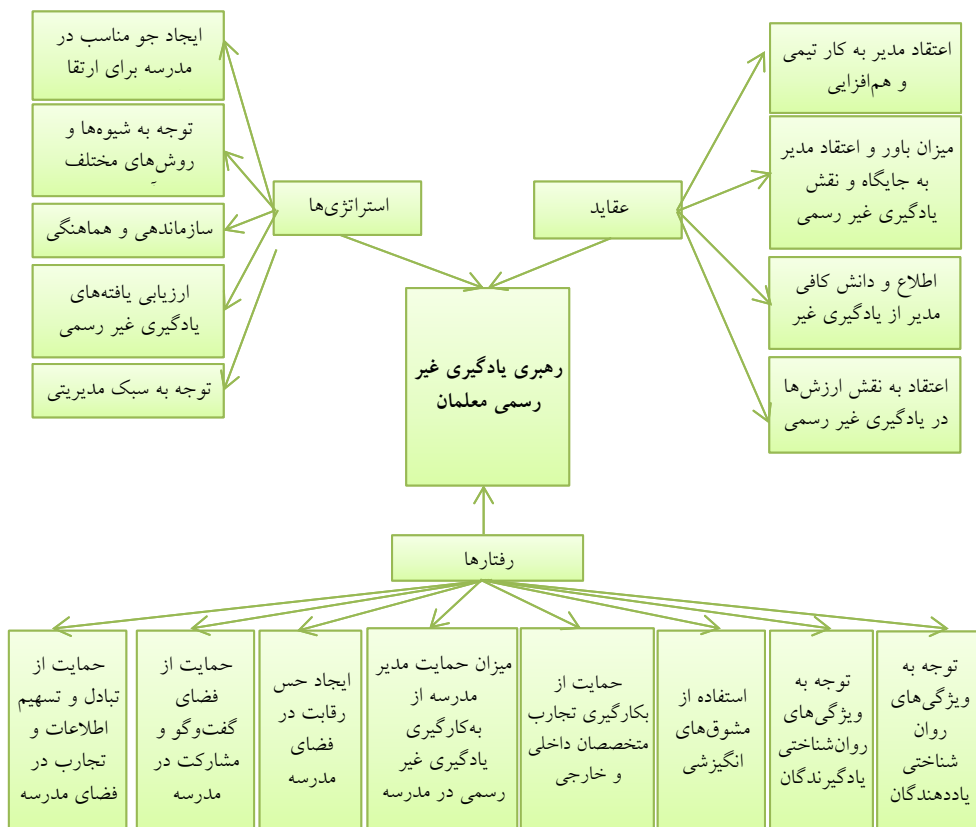 اعتقاد مدیر به کار تیمی
و هم‌افزایی
میزان باور و اعتقاد مدیر
به جایگاه و نقش
یادگیری غیر رسمی
عقاید
اطلاع و دانش کافی
مدیر از یادگیری غیر
اعتقاد به نقش ارزش‌ها
در یادگیری غیر رسمی
ایجاد جو مناسب در
مدرسه برای ارتقا
توجه به شیوه‌ها و
روش‌های مختلف
استراتژی‌ها
سازماندهی و هماهنگی
ارزیابی یافته‌های
یادگیری غیر رسمی
توجه به سبک مدیریتی
رهبری یادگیری غیر
رسمی معلمان
رفتارها
توجه به
ویژگی‌های
روان
شناختی
یاددهندگان
توجه به
ویژگی‌های
روان‌شناختی
یادگیرندگان
استفاده از
مشوق‌های
انگیزشی
حمایت از
بکارگیری تجارب
متخصصان داخلی
و خارجی
میزان حمایت مدیر
مدرسه از
به‌کارگیری
یادگیری غیر
رسمی در مدرسه
ایجاد حس
رقابت در
فضای
مدرسه
حمایت از
فضای
گفت‌وگو و
مشارکت در
مدرسه
حمایت از
تبادل و تسهیم
اطلاعات و
تجارب در
فضای مدرسه